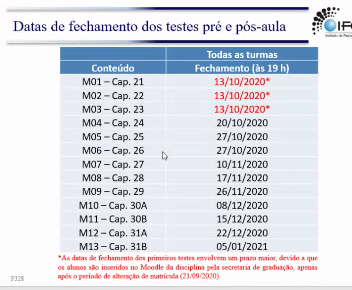 Datas de fechamento dos testes pré e pós-aula
Todas as turmas
Conteúdo Fechamento (às 19 h)
M01 – Cap. 21 13/10/2020*
M02 – Cap. 22 13/10/2020*
M03 – Cap. 23 13/10/2020*
M04 – Cap. 24 20/10/2020
M05 – Cap. 25 27/10/2020
M06 – Cap. 26 27/10/2020
M07 – Cap. 27 10/11/2020
M08 – Cap. 28 17/11/2020
M09 – Cap. 29 26/11/2020
M10 – Cap. 30A 08/12/2020
M11 – Cap. 30B 15/12/2020
M12 – Cap. 31A 22/12/2020
M13 – Cap. 31B 05/01/2021
*As datas de fechamento dos primeiros testes envolvem um prazo maior, devido a que
os alunos são inseridos no Moodle da disciplina pela secretaria de graduação, apenas
após o período de alteração de matrícula (21/09/2020).
F328